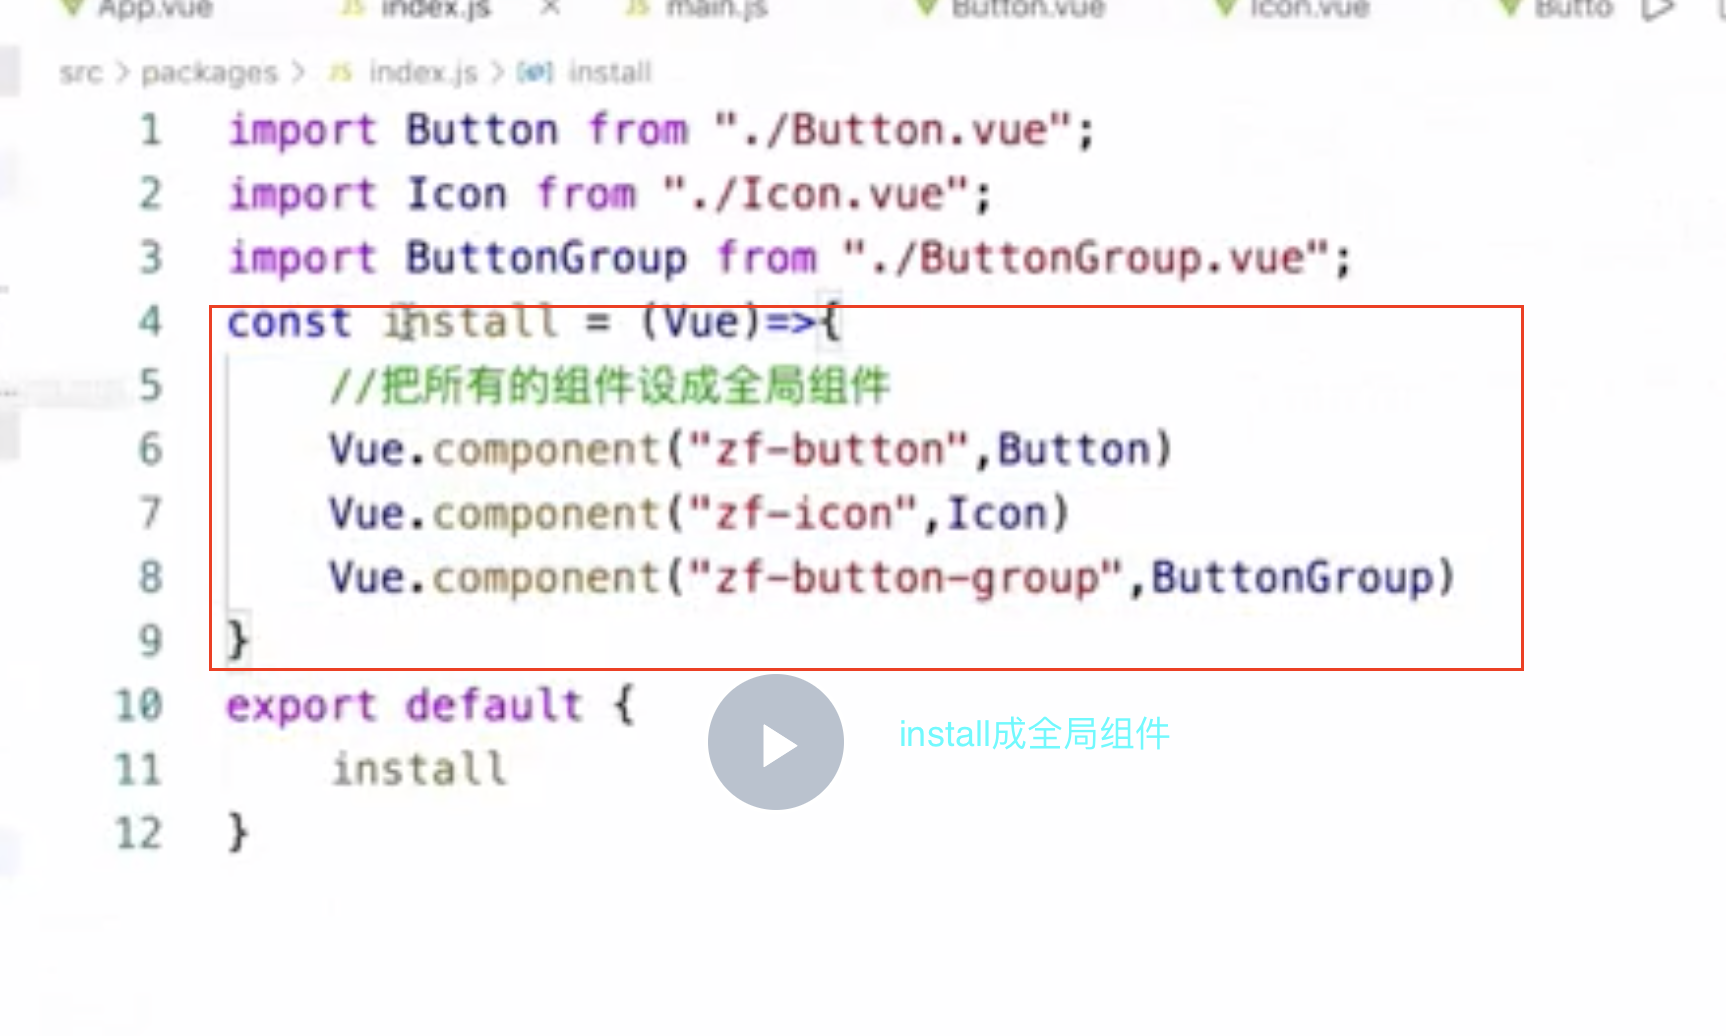 App.vue JS index.js × JS main.js Button.vue Icon.vue Butto
src > packages > JS index.js > install
1 import Button from "./Button.vue";
2 import Icon from "./Icon.vue";
3 import ButtonGroup from "./ButtonGroup.vue";
4 const install = (Vue)=>{
5 //把所有的组件设成全局组件
6 Vue.component("zf-button",Button)
7 Vue.component("zf-icon",Icon)
8 Vue.component("zf-button-group",ButtonGroup)
9 }
10 export default {
install成全局组件
11 install
12 }